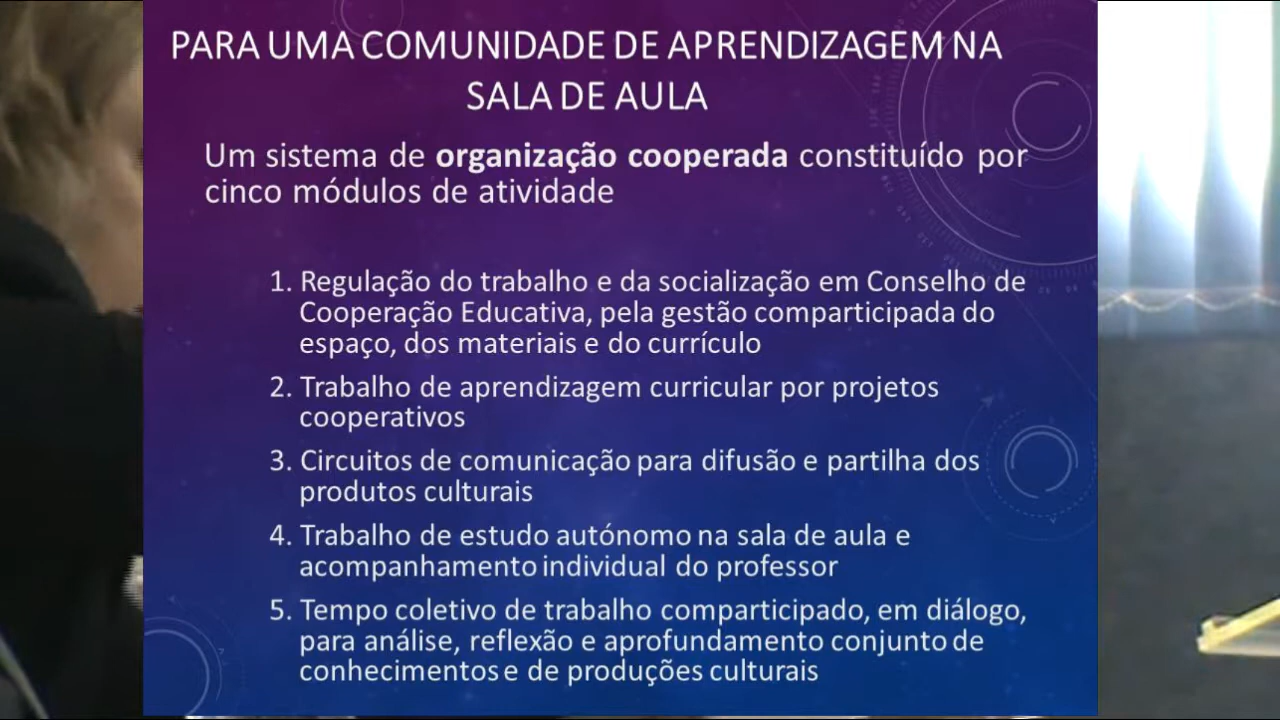 PARA UMA COMUNIDADE DE APRENDIZAGEM NA
SALA DE AULA
Um sistema de organização cooperada constituído por
cinco módulos de atividade
1. Regulação do trabalho e da socialização em Conselho de
Cooperação Educativa, pela gestão comparticipada do
espaço, dos materiais e do currículo
2. Trabalho de aprendizagem curricular por projetos
cooperativos
3. Circuitos de comunicação para difusão e partilha dos
produtos culturais
4. Trabalho de estudo autónomo na sala de aula e
acompanhamento individual do professor
5. Tempo coletivo de trabalho comparticipado, em diálogo,
para análise, reflexão e aprofundamento conjunto de
conhecimentos e de produções culturais